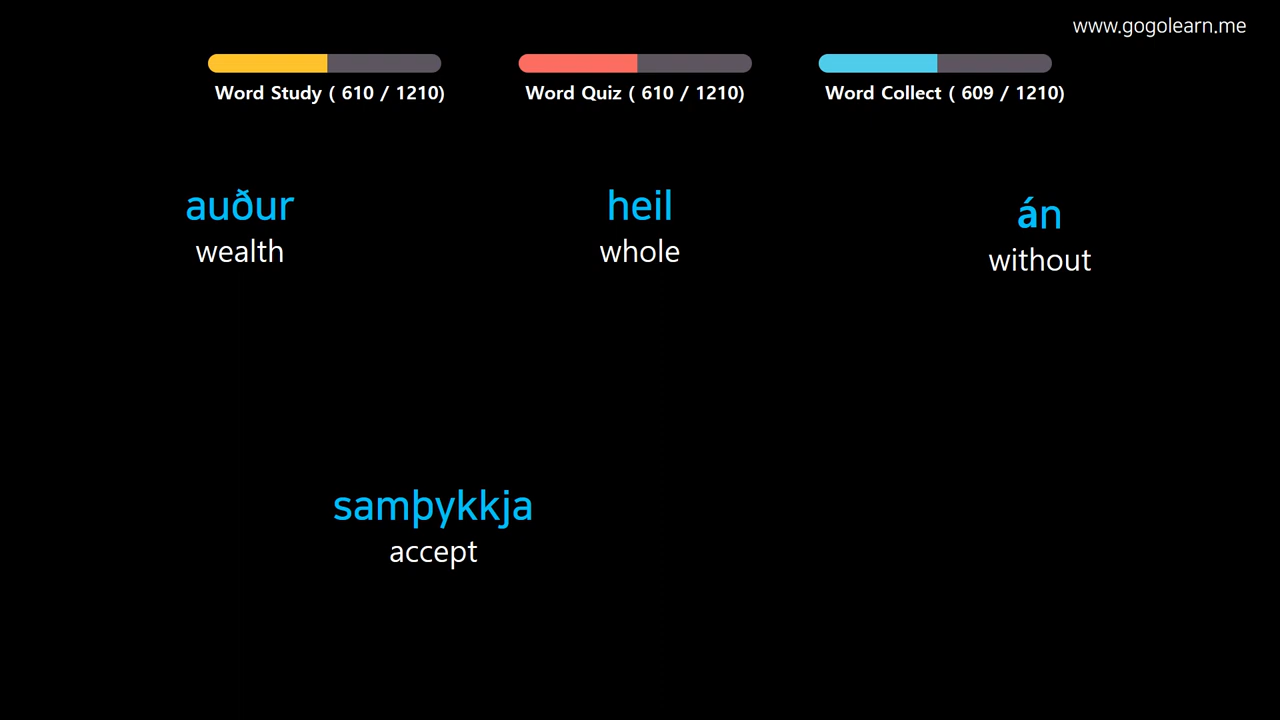 www.gogolearn.me
Word Study ( 610 / 1210)
Word Quiz ( 610 / 1210)
Word Collect ( 609 / 1210)
auður
wealth
heil
whole
án
without
samþykkja
accept